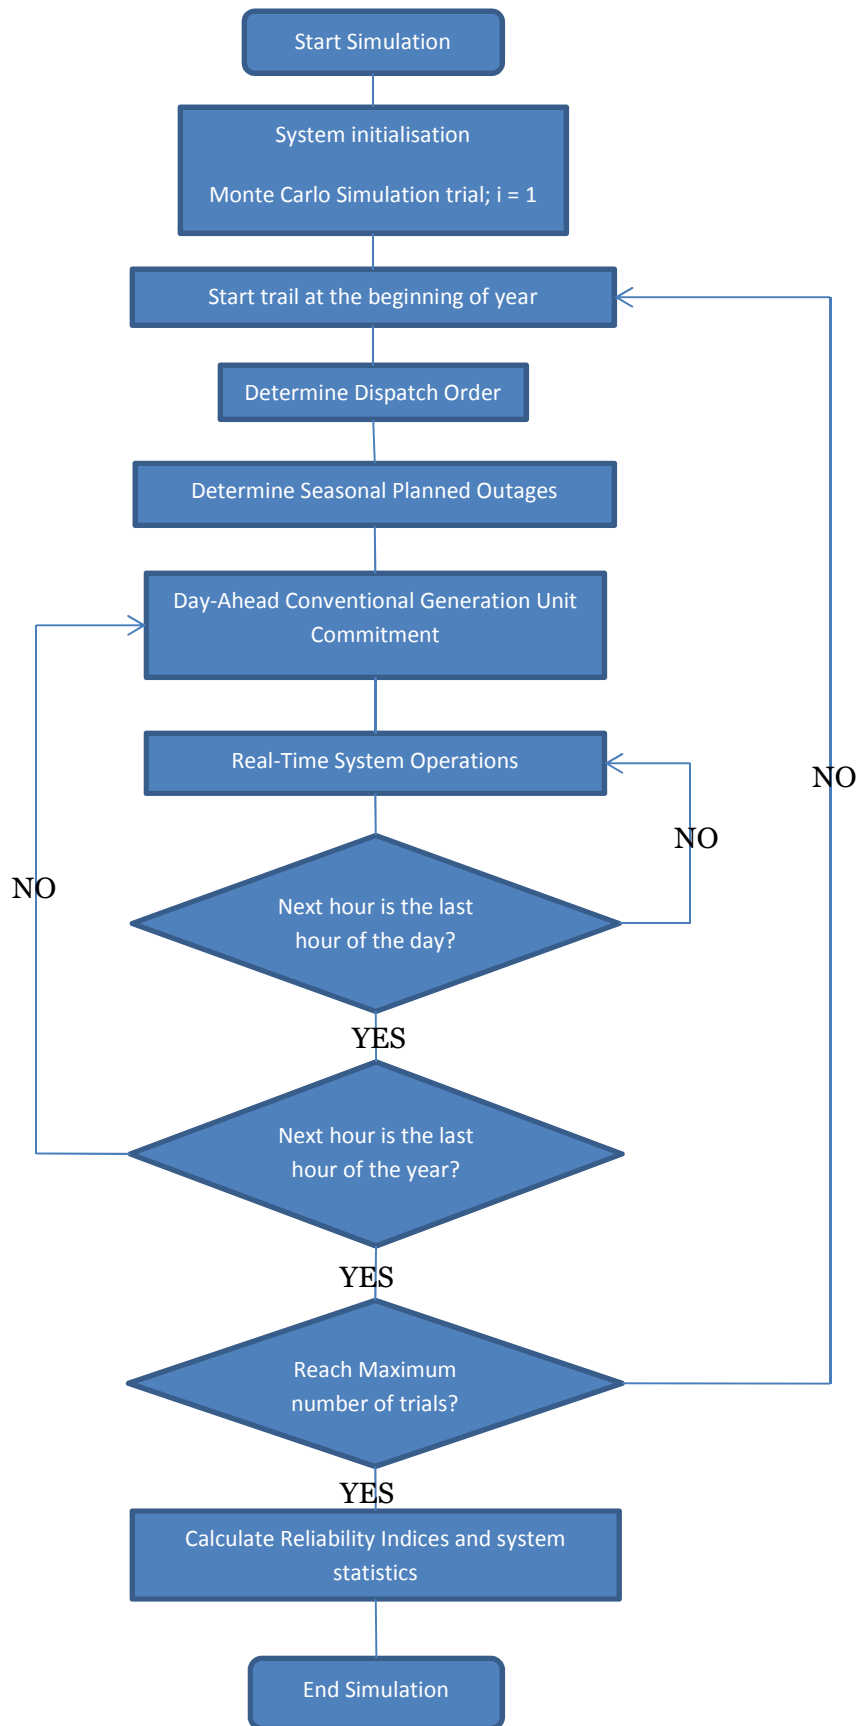 Start Simulation
System initialisation
Monte Carlo Simulation trial; i = 1
Start trail at the beginning of year
Determine Dispatch Order
Determine Seasonal Planned Outages
Day-Ahead Conventional Generation Unit
Commitment
Real-Time System Operations
NO
NO
NO
Next hour is the last
hour of the day?
YES
Next hour is the last
hour of the year?
YES
Reach Maximum
number of trials?
YES
Calculate Reliability Indices and system
statistics
End Simulation